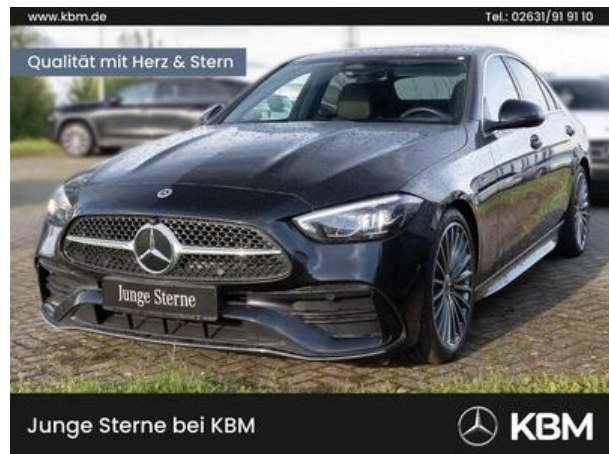 www.kbm.de
Tel.: 02631/91 91 10
Qualität mit Herz & Stern
Junge Sterne
Junge Sterne bei KBM
KBM